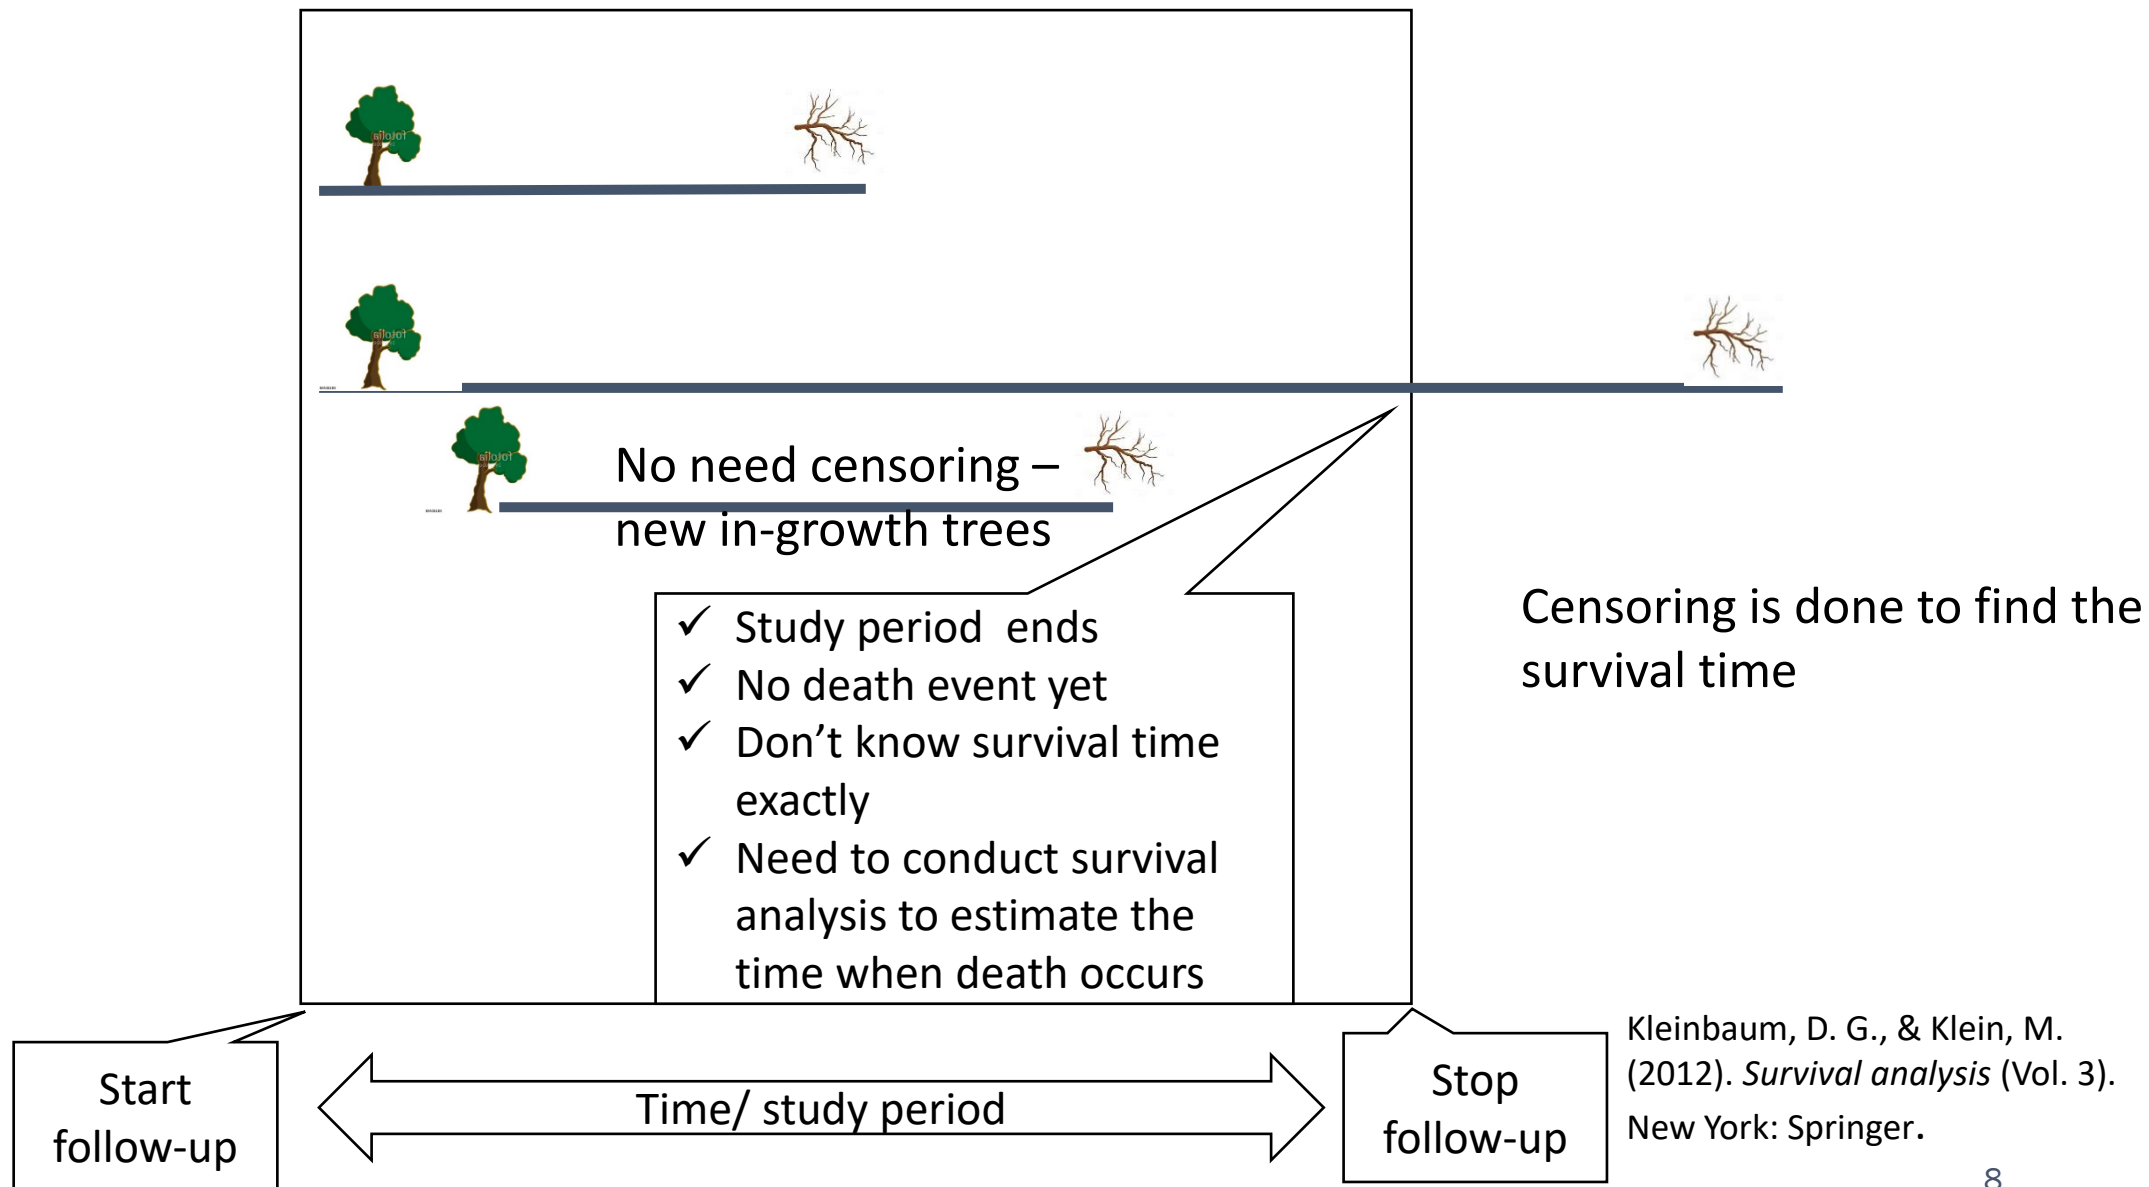 No need censoring –
new in-growth trees
✓ Study period ends
✓ No death event yet
✓ Don’t know survival time
exactly
✓ Need to conduct survival
analysis to estimate the
time when death occurs
Censoring is done to find the
survival time
Start
follow-up
Time/ study period
Stop
follow-up
Kleinbaum, D. G., & Klein, M.
(2012). Survival analysis (Vol. 3).
New York: Springer.
8